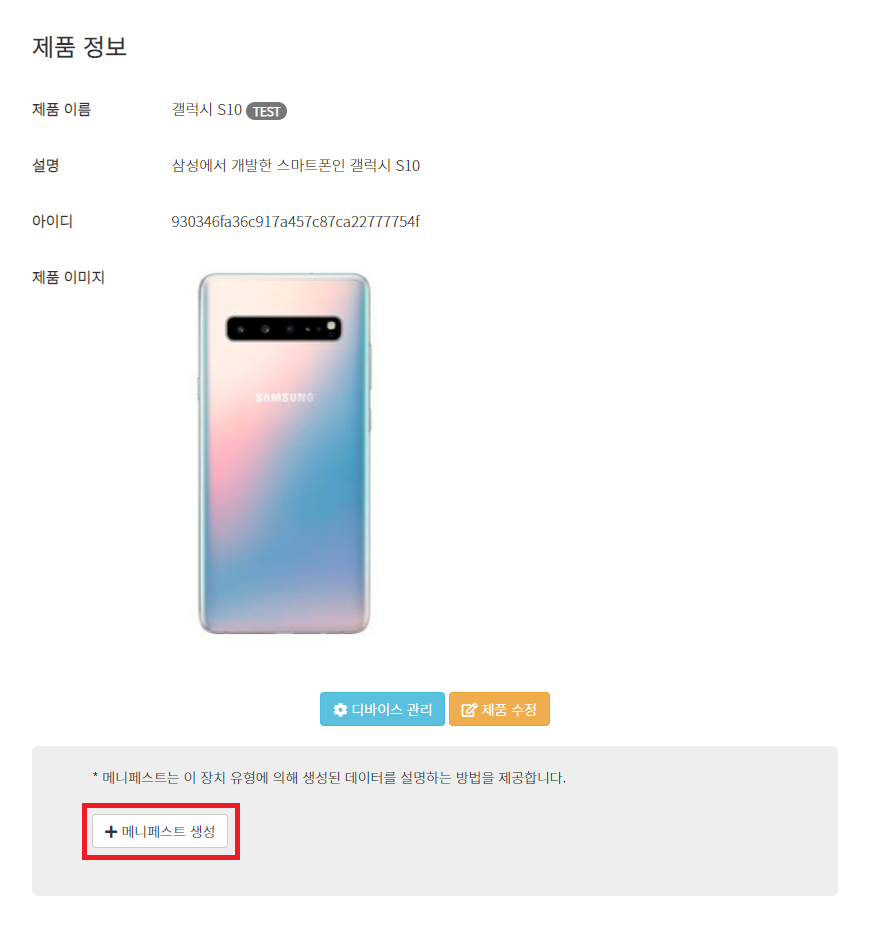 제품 정보
제품 이름 갤럭시 S10 TEST
설명 삼성에서 개발한 스마트폰인 갤럭시 S10
아이디 930346fa36c917a457c87ca22777754f
제품 이미지
SAMSUNG
디바이스 관리 제품 수정
* 메니페스트는 이 장치 유형에 의해 생성된 데이터를 설명하는 방법을 제공합니다.
+ 메니페스트 생성